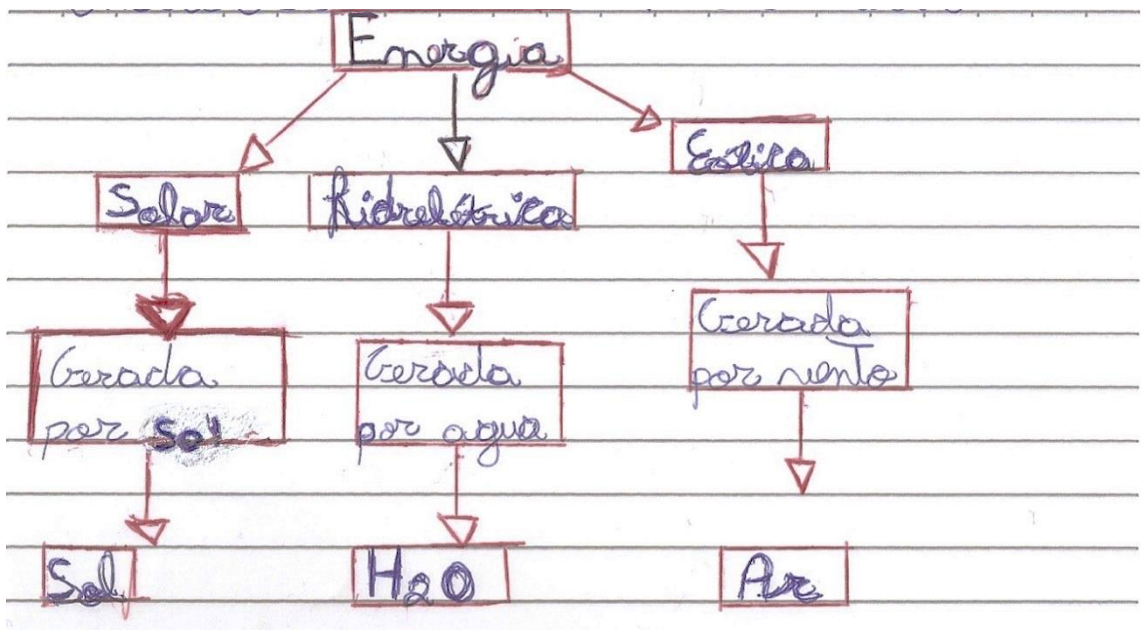 Energia
Solar
hidrelétrica
Eólica
Gerada
por Sol
Gerada
por agua
Gerada
por vento
Sol
H2O
Ar